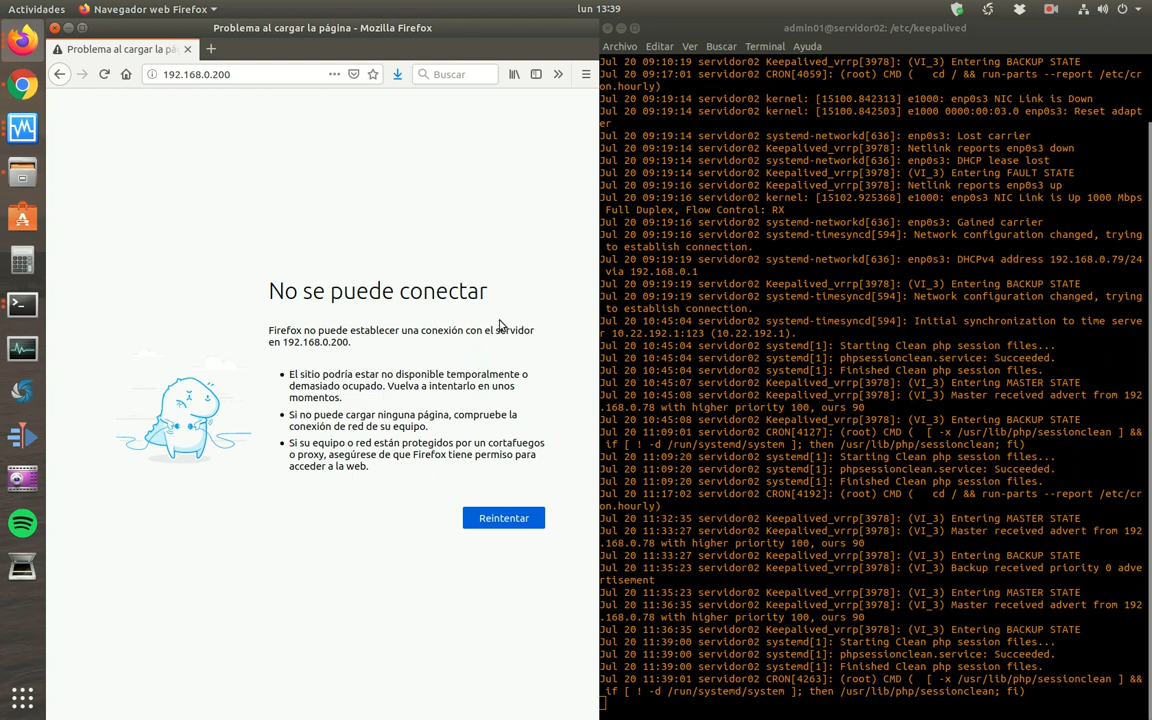 Actividades
Navegador web Firefox
lun 13:39
Problema al cargar la página - Mozilla Firefox
Problema al cargar la pá
192.168.0.200
Buscar
No se puede conectar
Firefox no puede establecer una conexión con el servidor
en 192.168.0.200.
El sitio podría estar no disponible temporalmente o
demasiado ocupado. Vuelva a intentarlo en unos
momentos.
Si no puede cargar ninguna página, compruebe la
conexión de red de su equipo.
Si su equipo o red están protegidos por un cortafuegos
o proxy, asegúrese de que Firefox tiene permiso para
acceder a la web.
Reintentar
admin01@servidor02: /etc/keepalived
Archivo Editar Ver Buscar Terminal Ayuda
Jul 20 09:10:19 servidor02 Keepalived_vrrp[3978]: (VI_3) Entering BACKUP STATE
Jul 20 09:17:01 servidor02 CRON[4059]: (root) CMD (   cd / && run-parts --report /etc/cr
on.hourly)
Jul 20 09:19:14 servidor02 kernel: [15100.842313] e1000: enp0s3 NIC Link is Down
Jul 20 09:19:14 servidor02 kernel: [15100.842503] e1000 0000:00:03.0 enp0s3: Reset adapt
er
Jul 20 09:19:14 servidor02 systemd-networkd[636]: enp0s3: Lost carrier
Jul 20 09:19:14 servidor02 Keepalived_vrrp[3978]: Netlink reports enp0s3 down
Jul 20 09:19:14 servidor02 systemd-networkd[636]: enp0s3: DHCP lease lost
Jul 20 09:19:14 servidor02 Keepalived_vrrp[3978]: (VI_3) Entering FAULT STATE
Jul 20 09:19:16 servidor02 Keepalived_vrrp[3978]: Netlink reports enp0s3 up
Jul 20 09:19:16 servidor02 kernel: [15102.925368] e1000: enp0s3 NIC Link is Up 1000 Mbps
Full Duplex, Flow Control: RX
Jul 20 09:19:16 servidor02 systemd-networkd[636]: enp0s3: Gained carrier
Jul 20 09:19:16 servidor02 systemd-timesyncd[594]: Network configuration changed, trying
to establish connection.
Jul 20 09:19:19 servidor02 systemd-networkd[636]: enp0s3: DHCPv4 address 192.168.0.79/24
via 192.168.0.1
Jul 20 09:19:19 servidor02 Keepalived_vrrp[3978]: (VI_3) Entering BACKUP STATE
Jul 20 09:19:19 servidor02 systemd-timesyncd[594]: Network configuration changed, trying
to establish connection.
Jul 20 10:45:04 servidor02 systemd-timesyncd[594]: Initial synchronization to time serve
r 10.22.192.1:123 (10.22.192.1).
Jul 20 10:45:04 servidor02 systemd[1]: Starting Clean php session files...
Jul 20 10:45:04 servidor02 systemd[1]: phpsessionclean.service: Succeeded.
Jul 20 10:45:04 servidor02 systemd[1]: Finished Clean php session files.
Jul 20 10:45:07 servidor02 Keepalived_vrrp[3978]: (VI_3) Entering MASTER STATE
Jul 20 10:45:08 servidor02 Keepalived_vrrp[3978]: (VI_3) Master received advert from 192
.168.0.78 with higher priority 100, ours 90
Jul 20 10:45:08 servidor02 Keepalived_vrrp[3978]: (VI_3) Entering BACKUP STATE
Jul 20 11:09:01 servidor02 CRON[4127]: (root) CMD (  [ -x /usr/lib/php/sessionclean ] &&
if [ ! -d /run/systemd/system ]; then /usr/lib/php/sessionclean; fi)
Jul 20 11:09:20 servidor02 systemd[1]: Starting Clean php session files...
Jul 20 11:09:20 servidor02 systemd[1]: phpsessionclean.service: Succeeded.
Jul 20 11:09:20 servidor02 systemd[1]: Finished Clean php session files.
Jul 20 11:17:02 servidor02 CRON[4192]: (root) CMD (   cd / && run-parts --report /etc/cr
on.hourly)
Jul 20 11:32:35 servidor02 Keepalived_vrrp[3978]: (VI_3) Entering MASTER STATE
Jul 20 11:33:27 servidor02 Keepalived_vrrp[3978]: (VI_3) Master received advert from 192
.168.0.78 with higher priority 100, ours 90
Jul 20 11:33:27 servidor02 Keepalived_vrrp[3978]: (VI_3) Entering BACKUP STATE
Jul 20 11:35:23 servidor02 Keepalived_vrrp[3978]: (VI_3) Backup received priority 0 adve
rtisement
Jul 20 11:35:23 servidor02 Keepalived_vrrp[3978]: (VI_3) Entering MASTER STATE
Jul 20 11:36:35 servidor02 Keepalived_vrrp[3978]: (VI_3) Master received advert from 192
.168.0.78 with higher priority 100, ours 90
Jul 20 11:36:35 servidor02 Keepalived_vrrp[3978]: (VI_3) Entering BACKUP STATE
Jul 20 11:39:00 servidor02 systemd[1]: Starting Clean php session files...
Jul 20 11:39:00 servidor02 systemd[1]: phpsessionclean.service: Succeeded.
Jul 20 11:39:00 servidor02 systemd[1]: Finished Clean php session files.
Jul 20 11:39:01 servidor02 CRON[4263]: (root) CMD (  [ -x /usr/lib/php/sessionclean ] &&
if [ ! -d /run/systemd/system ]; then /usr/lib/php/sessionclean; fi)